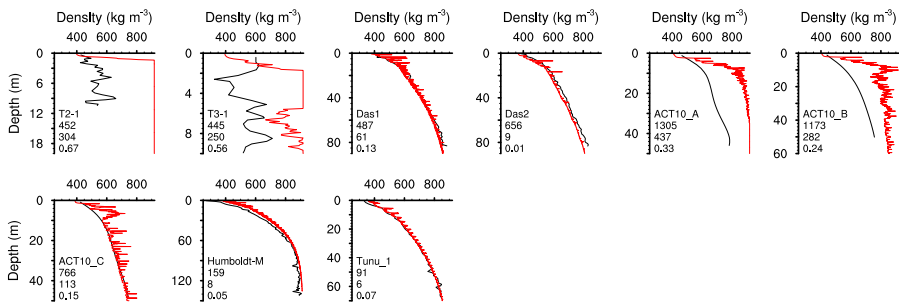 Density (kg m⁻³)
Density (kg m⁻³)
Density (kg m⁻³)
Density (kg m⁻³)
Density (kg m⁻³)
Density (kg m⁻³)
400 600 800
400 600 800
400 600 800
400 600 800
400 600 800
400 600 800
Depth (m)
0
6
12
18
T2-1
452
304
0.67
0
4
8
T3-1
445
250
0.56
0
20
40
60
80
Das1
487
61
0.13
0
40
80
Das2
656
9
0.01
0
20
40
ACT10_A
1305
437
0.33
0
20
40
60
ACT10_B
1173
282
0.24
400 600 800
400 600 800
400 600 800
Depth (m)
0
20
40
ACT10_C
766
113
0.15
0
60
120
Humboldt-M
159
8
0.05
0
20
40
60
Tunu_1
91
6
0.07